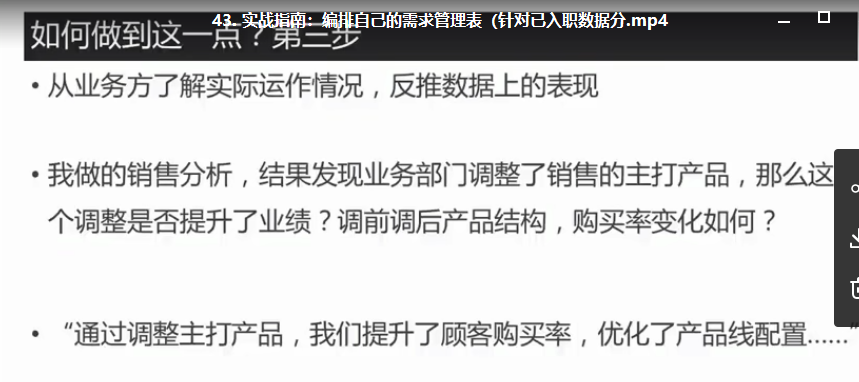 43. 实战指南：编排自己的需求管理表（针对已入职数据分.mp4
如何做到这一点？第三步
• 从业务方了解实际运作情况，反推数据上的表现
• 我做的销售分析，结果发现业务部门调整了销售的主打产品，那么这
个调整是否提升了业绩？调前调后产品结构，购买率变化如何？
• “通过调整主打产品，我们提升了顾客购买率，优化了产品线配置……”